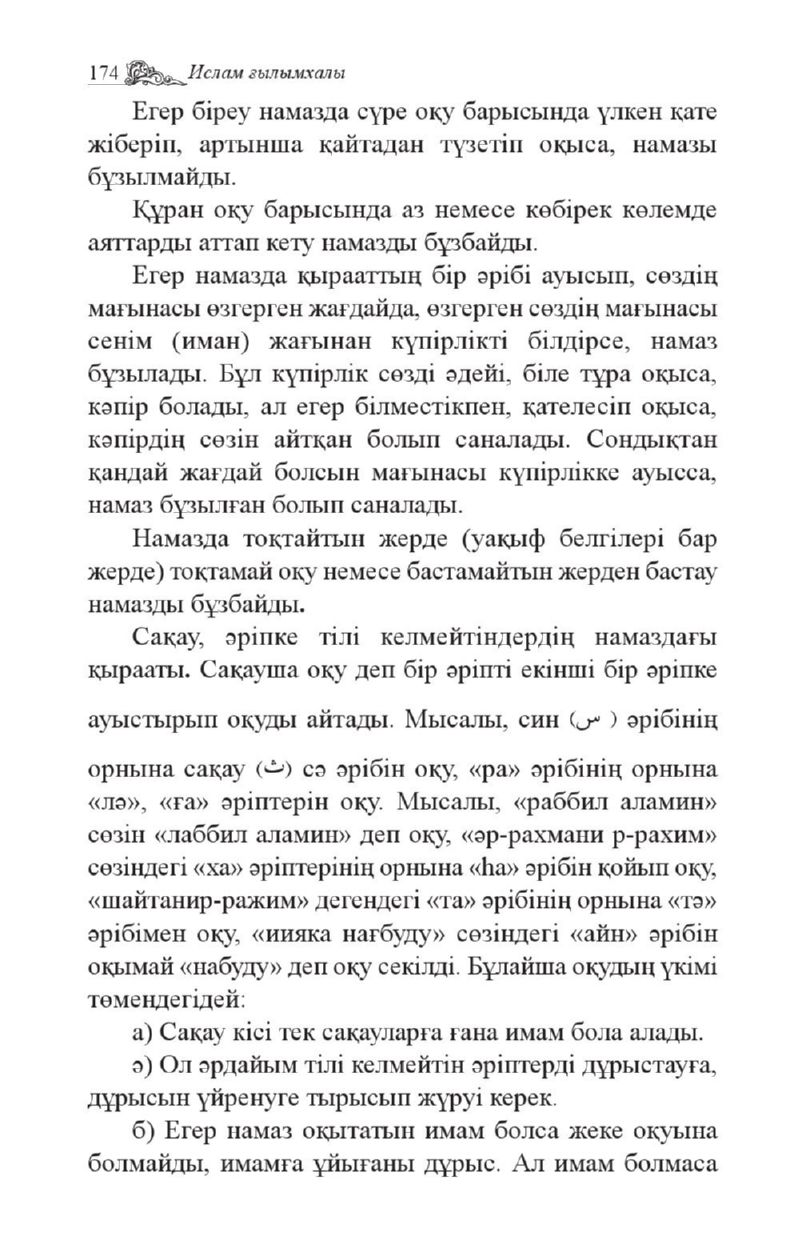 174 Ислам ғылымхалы
Егер біреу намазда сүре оқу барысында үлкен қате
жіберіп, артынша қайтадан түзетіп оқыса, намазы
бұзылмайды.
Құран оқу барысында аз немесе көбірек көлемде
аяттарды аттап кету намазды бұзбайды.
Егер намазда қырааттың бір әрібі ауысып, сөздің
мағынасы өзгерген жағдайда, өзгерген сөздің мағынасы
сенім (иман) жағынан күпірлікті білдірсе, намаз
бұзылады. Бұл күпірлік сөзді әдейі, біле тұра оқыса,
кәпір болады, ал егер білместікпен, қателесіп оқыса,
кәпірдің сөзін айтқан болып саналады. Сондықтан
қандай жағдай болсын мағынасы күпірлікке ауысса,
намаз бұзылған болып саналады.
Намазда тоқтайтын жерде (уақыф белгілері бар
жерде) тоқтамай оқу немесе бастамайтын жерден бастау
намазды бұзбайды.
Сақау, әріпке тілі келмейтіндердің намаздағы
қырааты. Сақауша оқу деп бір әріпті екінші бір әріпке
ауыстырып оқуды айтады. Мысалы, син (س ) әрібінің
орнына сақау (ث) сә әрібін оқу, «ра» әрібінің орнына
«лә», «ға» әріптерін оқу. Мысалы, «раббил аламин»
сөзін «лаббил аламин» деп оқу, «әр-рахмани р-рахим»
сөзіндегі «ха» әріптерінің орнына «һа» әрібін қойып оқу,
«шайтанир-ражим» дегендегі «та» әрібінің орнына «тә»
әрібімен оқу, «иияка нағбуду» сөзіндегі «айн» әрібін
оқымай «набуду» деп оқу секілді. Бұлайша оқудың үкімі
төмендегідей:
а) Сақау кісі тек сақауларға ғана имам бола алады.
ә) Ол әрдайым тілі келмейтін әріптерді дұрыстауға,
дұрысын үйренуге тырысып жүруі керек.
б) Егер намаз оқытатын имам болса жеке оқуына
болмайды, имамға ұйығаны дұрыс. Ал имам болмаса